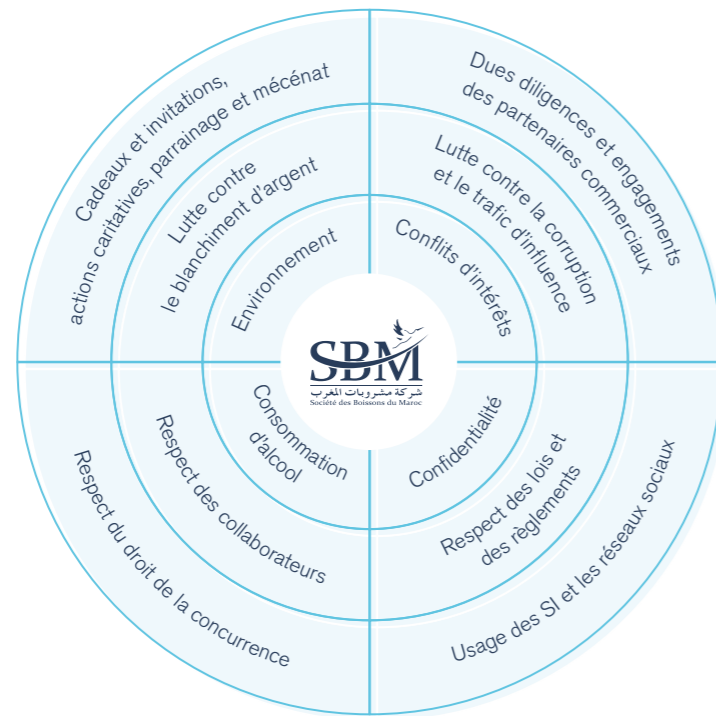 Cadeaux et invitations,
actions caritatives, parrainage et mécénat
Dues diligences et engagements
des partenaires commerciaux
Lutte contre
le blanchiment d'argent
Lutte contre la corruption
et le trafic d'influence
Environnement
Conflits d'intérêts
SBM
شركة مشروبات المغرب
Société des Boissons du Maroc
Consommation
d'alcool
Confidentialité
Respect des collaborateurs
Respect des lois et
des règlements
Respect du droit de la concurrence
Usage des SI et les réseaux sociaux